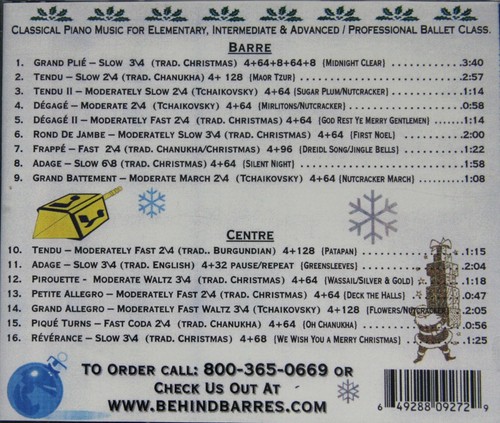 Classical Piano Music for Elementary, Intermediate & Advanced / Professional Ballet Class.
Barre
1. Grand Plié – Slow 3\4 (trad. Christmas) 4+64+8+64+8 (Midnight Clear) ..........3:40
2. Tendu – Slow 2\4 (trad. Chanukha) 4+ 128 (Maor Tzur) ..........2:57
3. Tendu II – Moderately Slow 2\4 (Tchaikovsky) 4+64 (Sugar Plum/Nutcracker) ..........1:14
4. Dégagé – Moderate 2\4 (Tchaikovsky) 4+64 (Mirlitons/Nutcracker) ..........0:58
5. Dégagé II – Moderately Fast 2\4 (trad. Christmas) 4+64 (God Rest Ye Merry Gentlemen) ..........1:14
6. Rond De Jambe – Moderately Slow 3\4 (trad. Christmas) 4+64 (First Noel) ..........2:00
7. Frappé – Fast 2\4 (trad. Chanukha/Christmas) 4+96 (Dreidl Song/Jingle Bells) ..........1:22
8. Adage – Slow 6\8 (trad. Christmas) 4+64 (Silent Night) ..........1:58
9. Grand Battement – Moderate March 2\4 (Tchaikovsky) 4+64 (Nutcracker March) ..........1:08
Centre
10. Tendu – Moderately Fast 2\4 (trad.. Burgundian) 4+128 (Patapan) ..........1:15
11. Adage – Slow 3\4 (trad. English) 4+32 pause/repeat (Greensleeves) ..........2:04
12. Pirouette - Moderate Waltz 3\4 (trad. Christmas) 4+64 (Wassail/Silver & Gold) ..........1:18
13. Petite Allegro – Moderately Fast 2\4 (trad. Christmas) 4+64 (Deck the Halls) ..........0:47
14. Grand Allegro – Moderately Fast Waltz 3\4 (Tchaikovsky) 4+128 (Flowers/Nutcracker) ..........2:05
15. Piqué Turns – Fast Coda 2\4 (trad. Chanukha) 4+64 (Oh Chanukha) ..........0:56
16. Révérance – Slow 3\4 (trad. Christmas) 4+68 (We Wish You a Merry Christmas) ..........1:25
To Order call: 800-365-0669 or
Check Us Out At
www.behindbarres.com
6 49288 09272 9